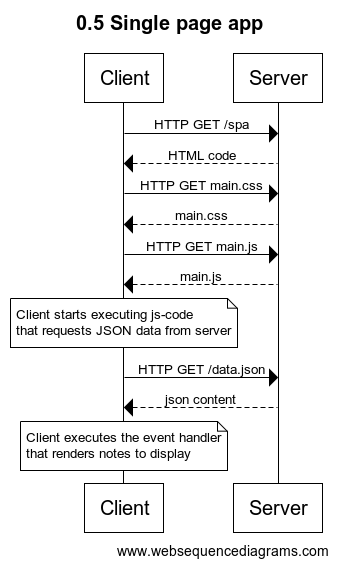 0.5 Single page app
Client
Server
HTTP GET /spa
HTML code
HTTP GET main.css
main.css
HTTP GET main.js
main.js
Client starts executing js-code
that requests JSON data from server
HTTP GET /data.json
json content
Client executes the event handler
that renders notes to display
Client
Server
www.websequencediagrams.com